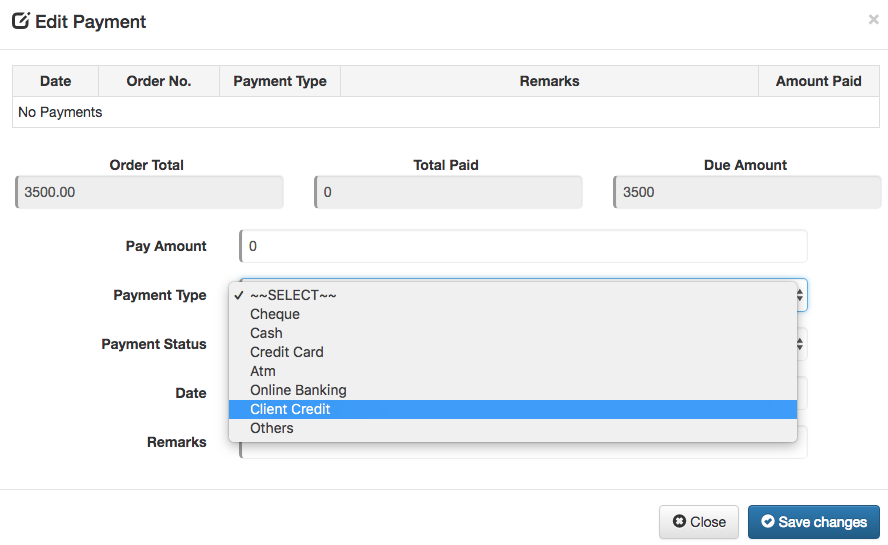 Edit Payment ×
Date Order No. Payment Type Remarks Amount Paid
No Payments
Order Total Total Paid Due Amount
3500.00 0 3500
Pay Amount 0
Payment Type ✓ ~~SELECT~~
Cheque
Cash
Payment Status Credit Card
Atm
Date Online Banking
Client Credit
Others
Remarks
Close Save changes